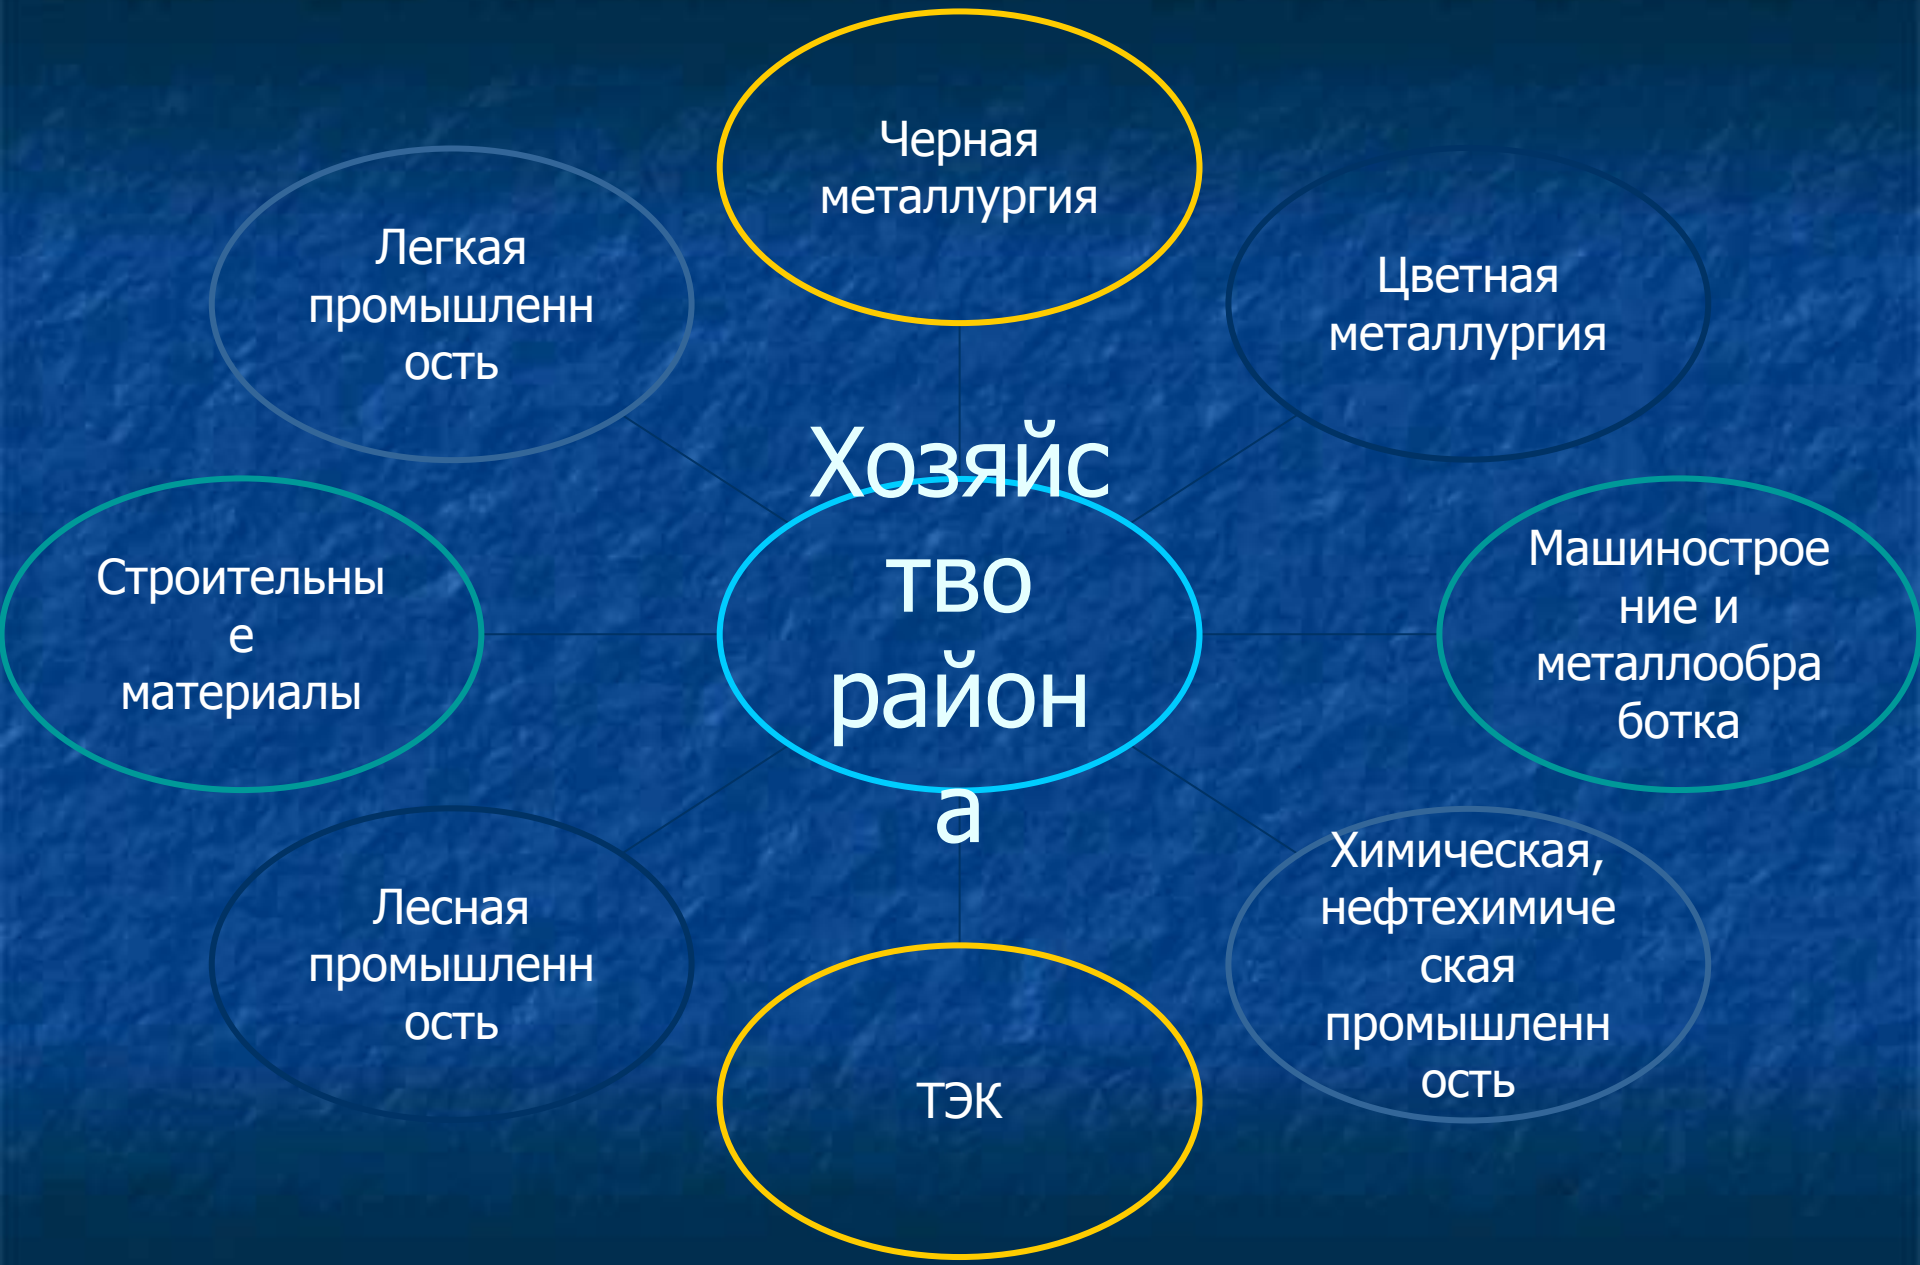 Черная
металлургия
Цветная
металлургия
Машинострое
ние и
металлообра
ботка
Химическая,
нефтехимиче
ская
промышленн
ость
ТЭК
Лесная
промышленн
ость
Строительны
е
материалы
Легкая
промышленн
ость
Хозяйс
тво
район
а